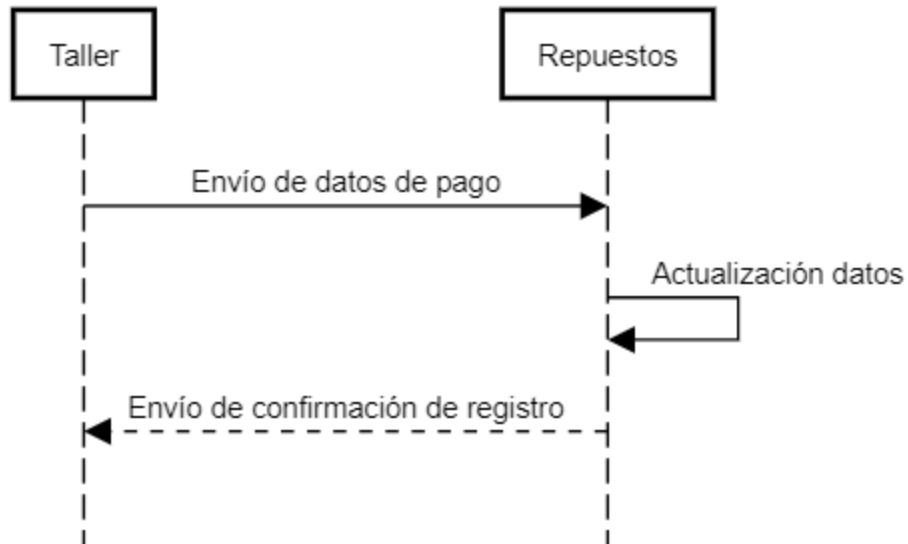 Taller
Repuestos
Envío de datos de pago
Actualización datos
Envío de confirmación de registro